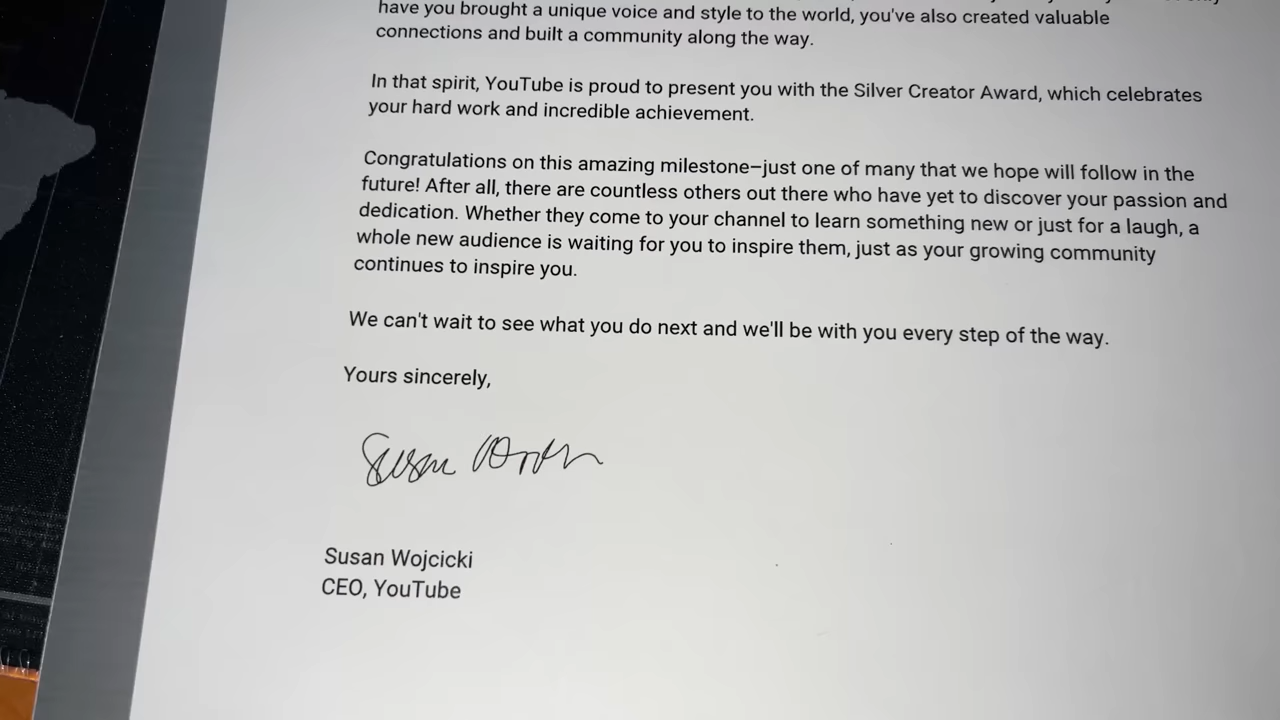 have you brought a unique voice and style to the world, you've also created valuable
connections and built a community along the way.
In that spirit, YouTube is proud to present you with the Silver Creator Award, which celebrates
your hard work and incredible achievement.
Congratulations on this amazing milestone–just one of many that we hope will follow in the
future! After all, there are countless others out there who have yet to discover your passion and
dedication. Whether they come to your channel to learn something new or just for a laugh, a
whole new audience is waiting for you to inspire them, just as your growing community
continues to inspire you.
We can't wait to see what you do next and we'll be with you every step of the way.
Yours sincerely,
Susan
Susan Wojcicki
CEO, YouTube